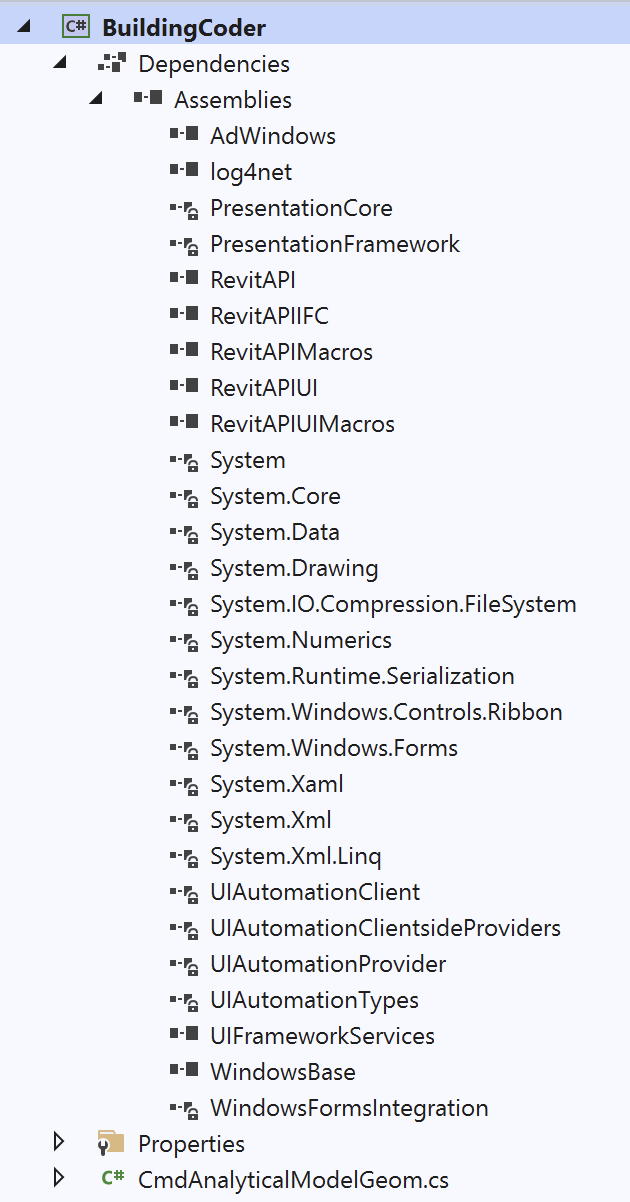 C# BuildingCoder
Dependencies
Assemblies
AdWindows
log4net
PresentationCore
PresentationFramework
RevitAPI
RevitAPIIFC
RevitAPIMacros
RevitAPIUI
RevitAPIUIMacros
System
System.Core
System.Data
System.Drawing
System.IO.Compression.FileSystem
System.Numerics
System.Runtime.Serialization
System.Windows.Controls.Ribbon
System.Windows.Forms
System.Xaml
System.Xml
System.Xml.Linq
UIAutomationClient
UIAutomationClientsideProviders
UIAutomationProvider
UIAutomationTypes
UIFrameworkServices
WindowsBase
WindowsFormsIntegration
Properties
C# CmdAnalyticalModelGeom.cs